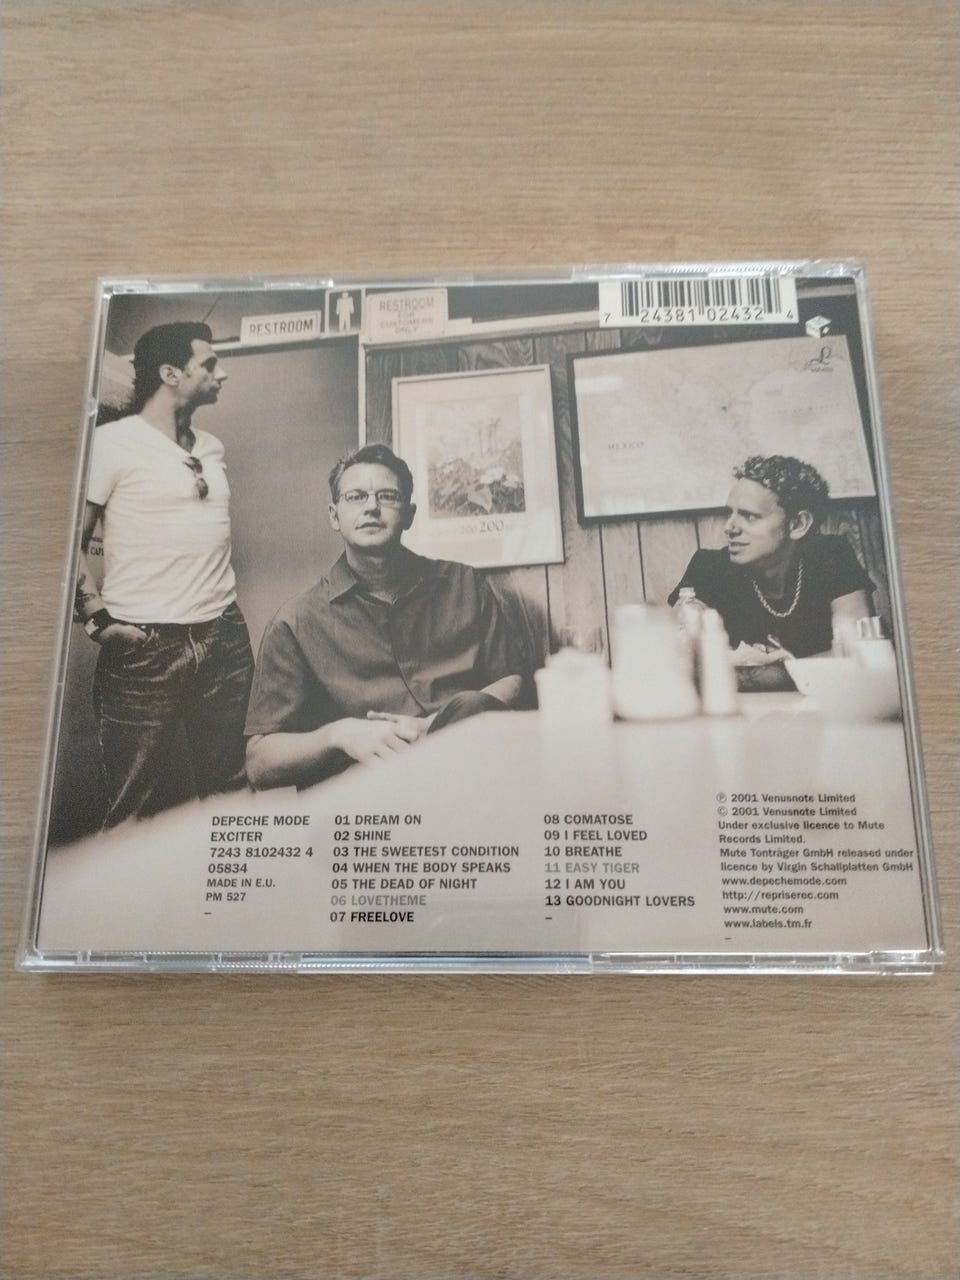 RESTROOM
RESTROOM
FOR
CUSTOMERS
ONLY
7 24381 02432 4
MEXICO
200
DEPECHE MODE
EXCITER
7243 8102432 4
05834
MADE IN E.U.
PM 527
–
01 DREAM ON
02 SHINE
03 THE SWEETEST CONDITION
04 WHEN THE BODY SPEAKS
05 THE DEAD OF NIGHT
06 LOVETHEME
07 FREELOVE
08 COMATOSE
09 I FEEL LOVED
10 BREATHE
11 EASY TIGER
12 I AM YOU
13 GOODNIGHT LOVERS
–
℗ 2001 Venusnote Limited
© 2001 Venusnote Limited
Under exclusive licence to Mute
Records Limited.
Mute Tonträger GmbH released under
licence by Virgin Schallplatten GmbH
www.depechemode.com
http://repriserec.com
www.mute.com
www.labels.tm.fr
–